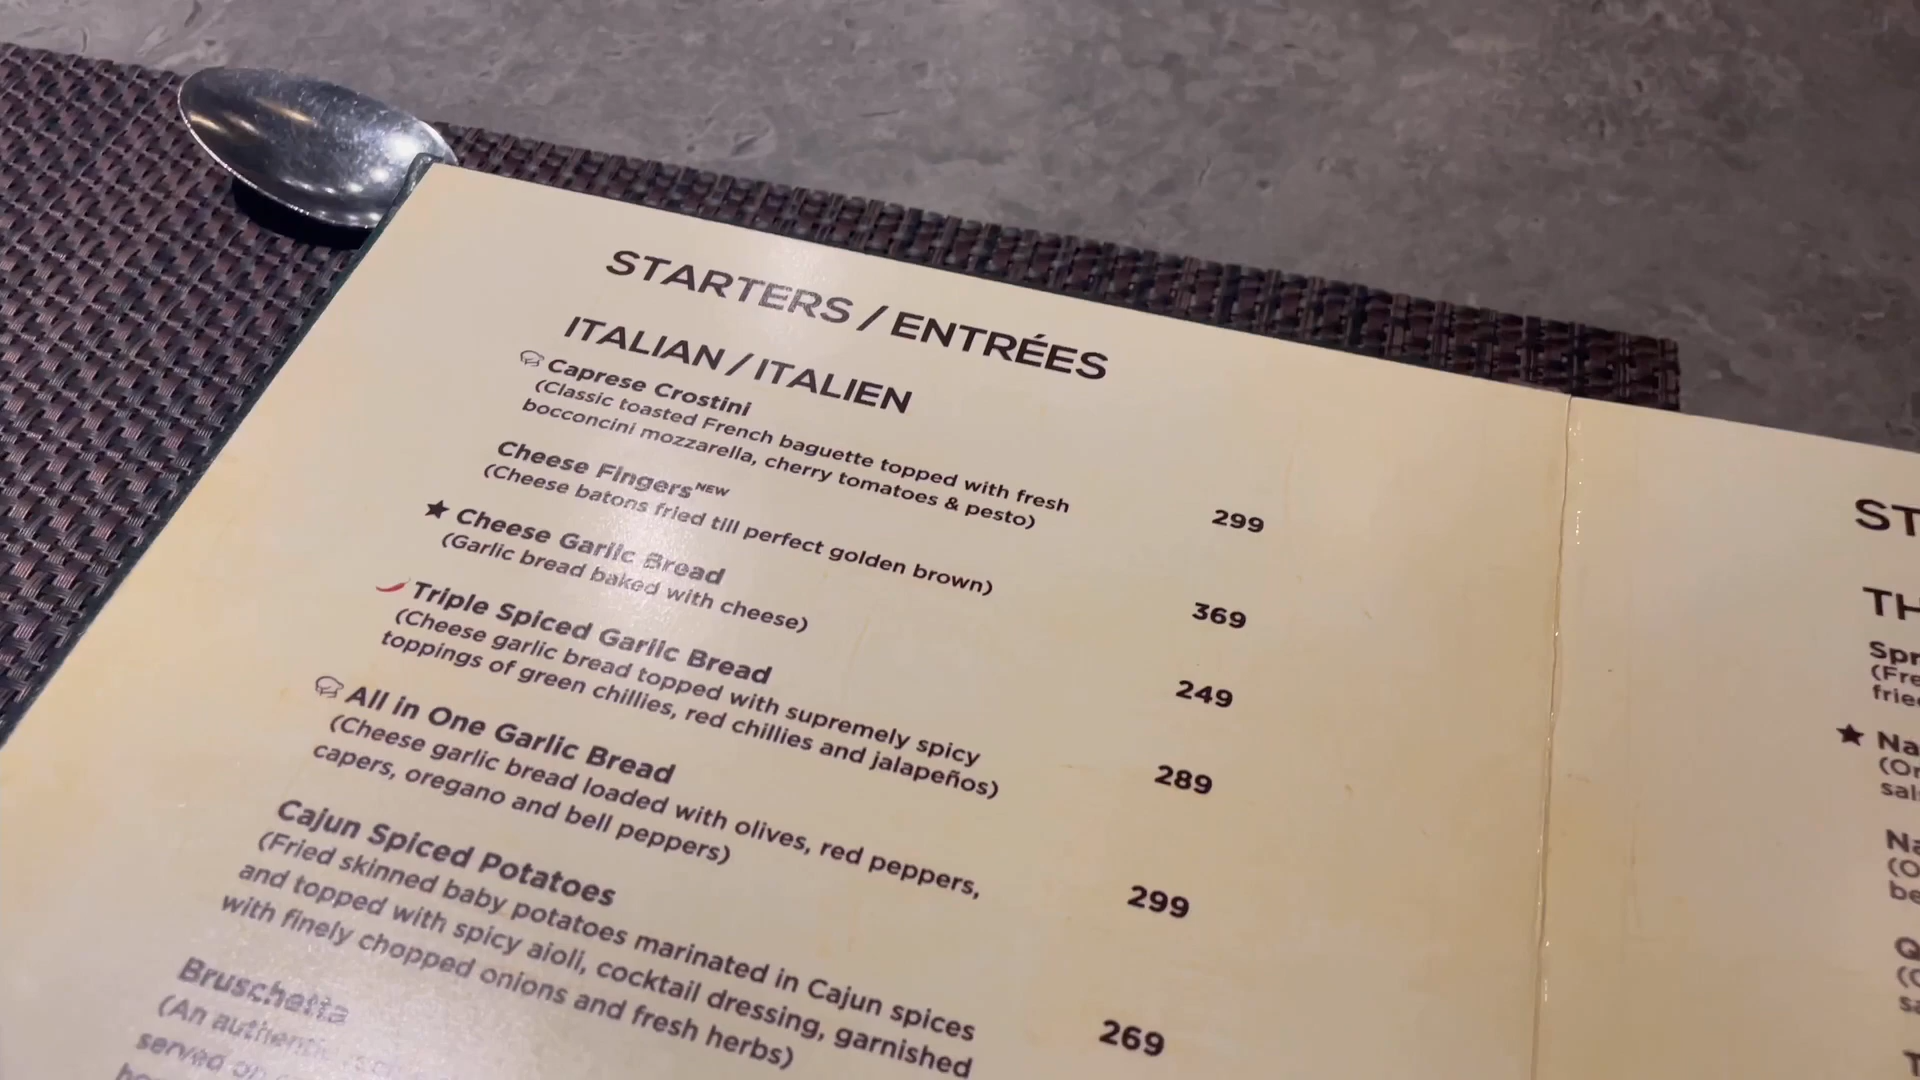 STARTERS / ENTRÉES
ITALIAN / ITALIEN
Caprese Crostini
(Classic toasted French baguette topped with fresh
bocconcini mozzarella, cherry tomatoes & pesto) 299
Cheese Fingers NEW
(Cheese batons fried till perfect golden brown) 369
★ Cheese Garlic Bread
(Garlic bread baked with cheese) 249
Triple Spiced Garlic Bread
(Cheese garlic bread topped with supremely spicy
toppings of green chillies, red chillies and jalapeños) 289
All in One Garlic Bread
(Cheese garlic bread loaded with olives, red peppers,
capers, oregano and bell peppers) 299
Cajun Spiced Potatoes
(Fried skinned baby potatoes marinated in Cajun spices
and topped with spicy aioli, cocktail dressing, garnished
with finely chopped onions and fresh herbs) 269
Bruschetta
(An
served on